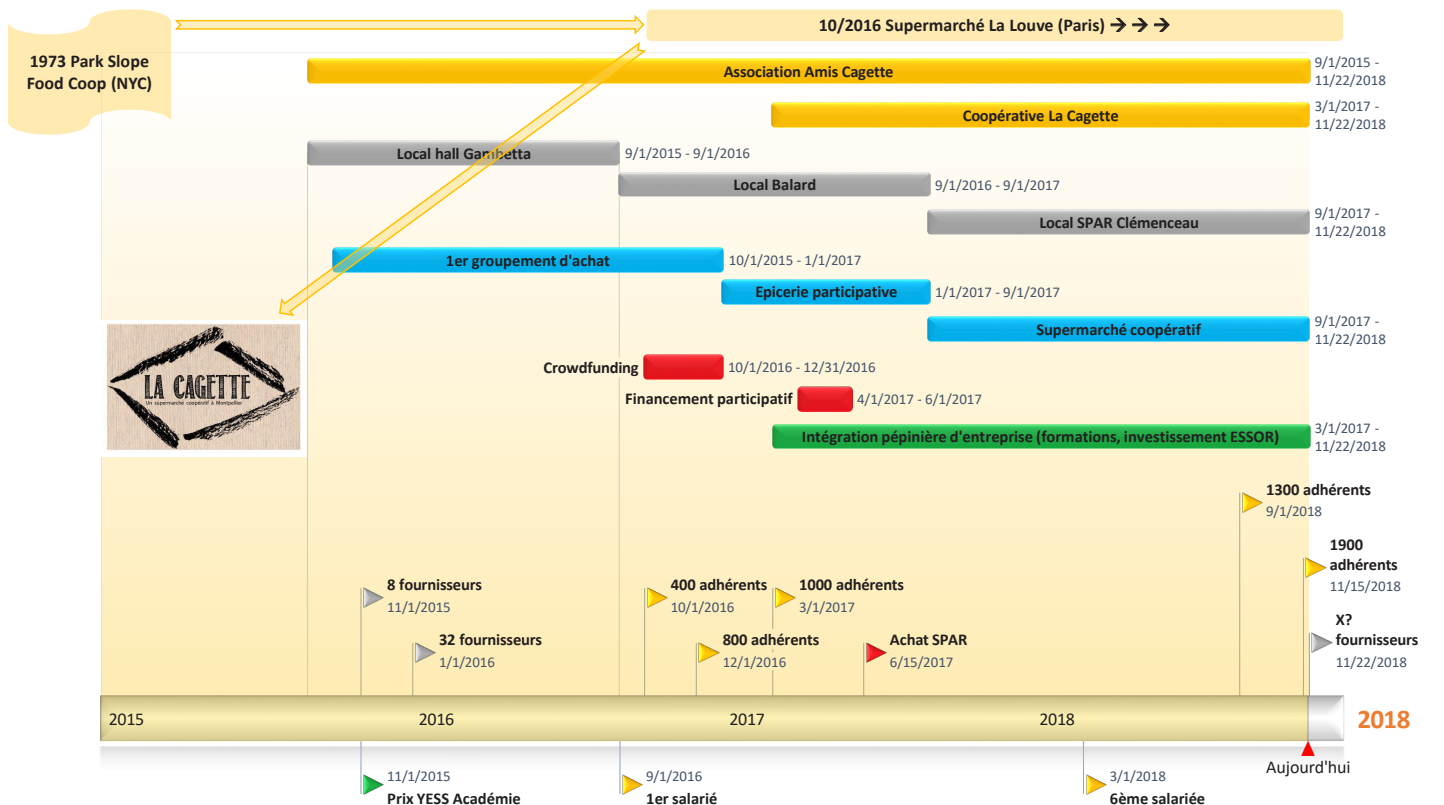 10/2016 Supermarché La Louve (Paris) → → →
1973 Park Slope
Food Coop (NYC)
Association Amis Cagette
9/1/2015 -
11/22/2018
Coopérative La Cagette
3/1/2017 -
11/22/2018
Local hall Gambetta
9/1/2015 - 9/1/2016
Local Balard
9/1/2016 - 9/1/2017
Local SPAR Clémenceau
9/1/2017 -
11/22/2018
1er groupement d'achat
10/1/2015 - 1/1/2017
Epicerie participative
1/1/2017 - 9/1/2017
Supermarché coopératif
9/1/2017 -
11/22/2018
LA CAGETTE
Un supermarché coopératif à Montpellier
Crowdfunding
10/1/2016 - 12/31/2016
Financement participatif
4/1/2017 - 6/1/2017
Intégration pépinière d'entreprise (formations, investissement ESSOR)
3/1/2017 -
11/22/2018
1300 adhérents
9/1/2018
1900
adhérents
11/15/2018
8 fournisseurs
11/1/2015
400 adhérents
10/1/2016
1000 adhérents
3/1/2017
32 fournisseurs
1/1/2016
800 adhérents
12/1/2016
Achat SPAR
6/15/2017
X?
fournisseurs
11/22/2018
2015
2016
2017
2018
2018
Aujourd'hui
11/1/2015
Prix YESS Académie
9/1/2016
1er salarié
3/1/2018
6ème salariée